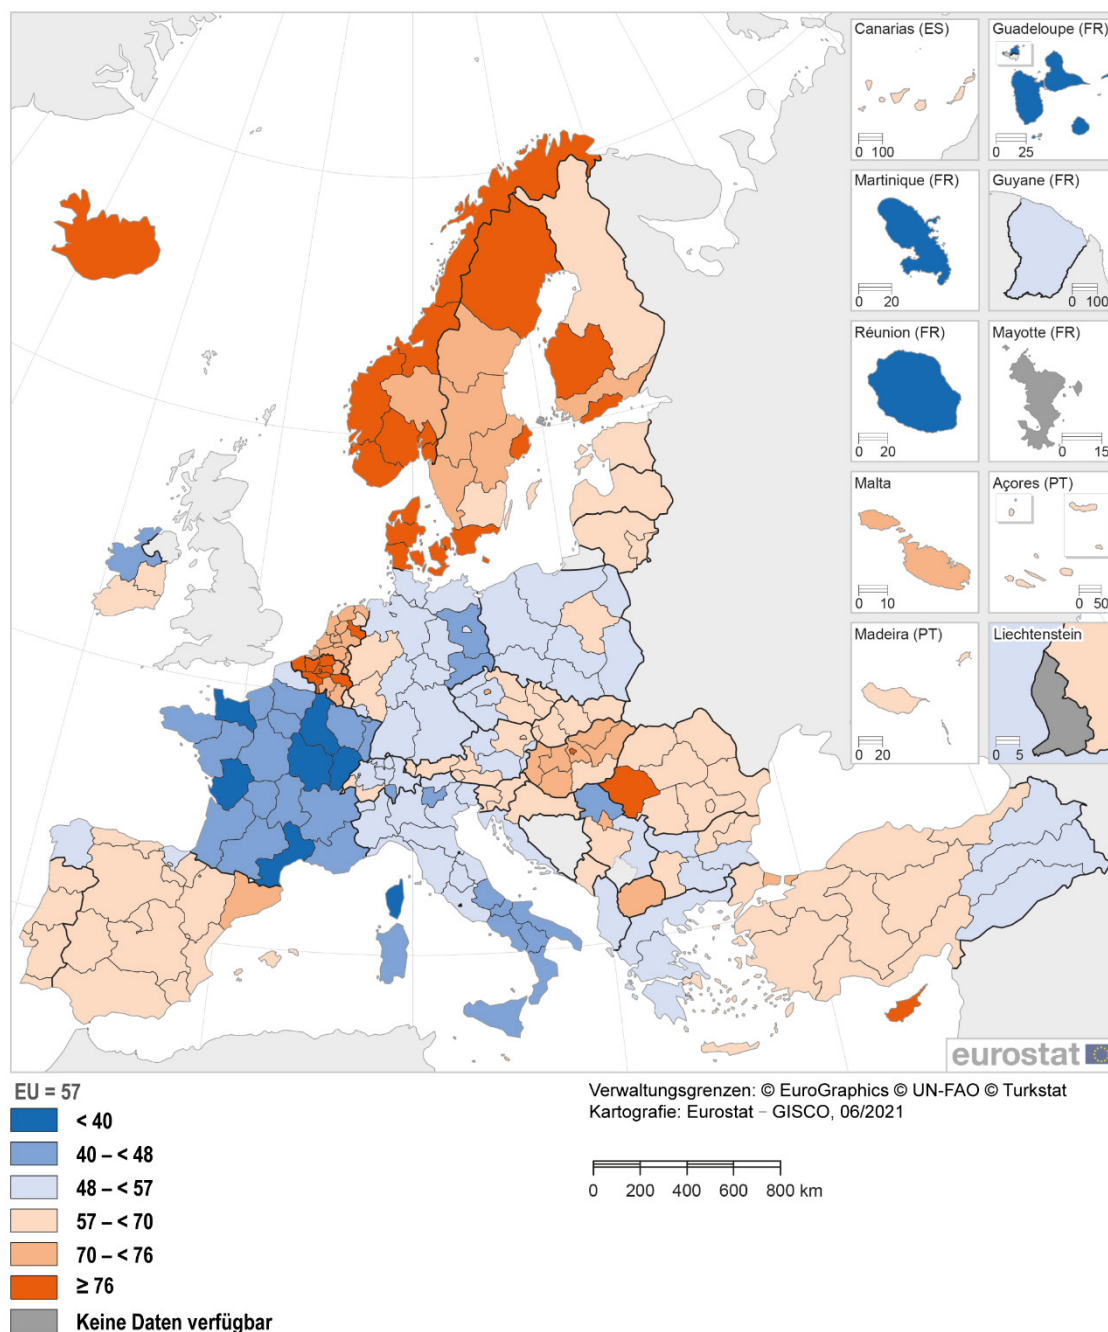 Canarias (ES)
0 100
Guadeloupe (FR)
0 25
Martinique (FR)
0 20
Guyane (FR)
0 100
Réunion (FR)
0 20
Mayotte (FR)
0 15
Malta
0 10
Açores (PT)
0 50
Madeira (PT)
0 20
Liechtenstein
0 5
eurostat
EU = 57
< 40
40 – < 48
48 – < 57
57 – < 70
70 – < 76
≥ 76
Keine Daten verfügbar
Verwaltungsgrenzen: © EuroGraphics © UN-FAO © Turkstat
Kartografie: Eurostat – GISCO, 06/2021
0 200 400 600 800 km